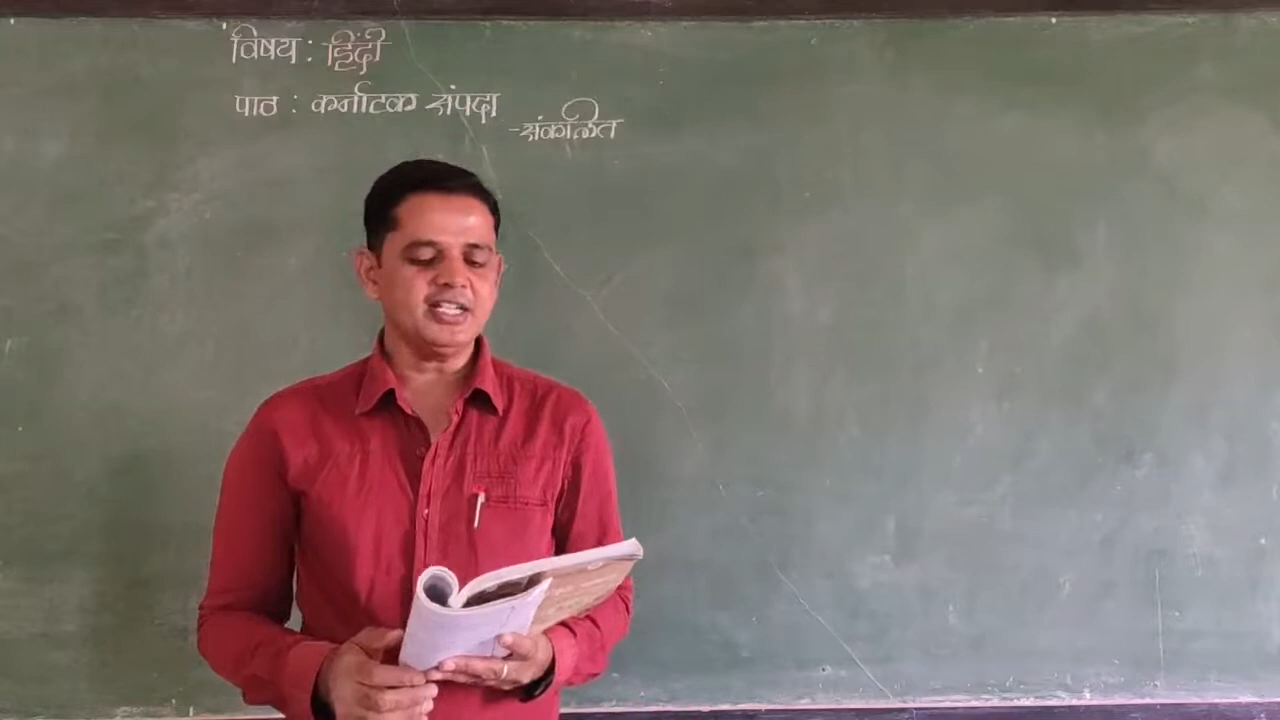 विषय : हिंदी
पाठ : कर्नाटक संपदा
-संकलित